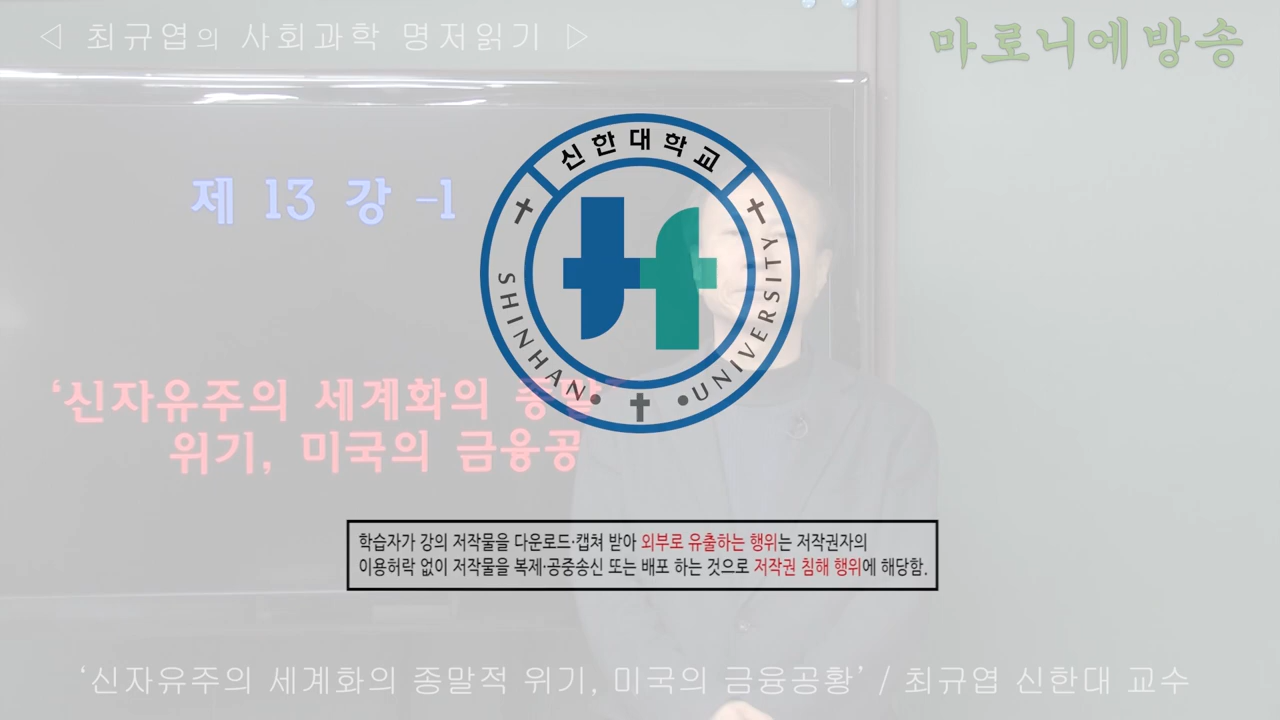 ◁ 최규엽의 사회과학 명저읽기 ▷
마로니에방송
신한대학교
SHINHAN
UNIVERSITY
제 13 강 -1
‘신자유주의 세계화의 종말
위기, 미국의 금융공
학습자가 강의 저작물을 다운로드·캡쳐 받아 외부로 유출하는 행위는 저작권자의
이용허락 없이 저작물을 복제·공중송신 또는 배포 하는 것으로 저작권 침해 행위에 해당함.
‘신자유주의 세계화의 종말적 위기, 미국의 금융공황’ / 최규엽 신한대 교수